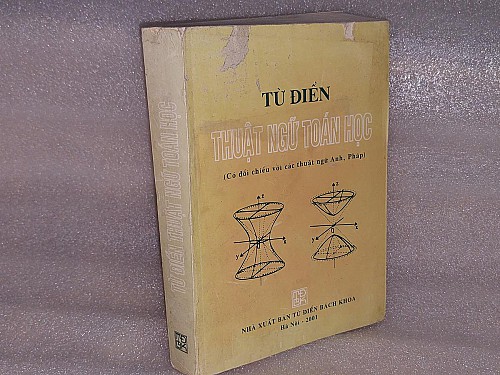 TỪ ĐIỂN
THUẬT NGỮ TOÁN HỌC
(Có đối chiếu với các thuật ngữ Anh, Pháp)
z
y
x
z
y
x
NHÀ XUẤT BẢN TỪ ĐIỂN BÁCH KHOA
Hà Nội - 2001
TỪ ĐIỂN THUẬT NGỮ TOÁN HỌC